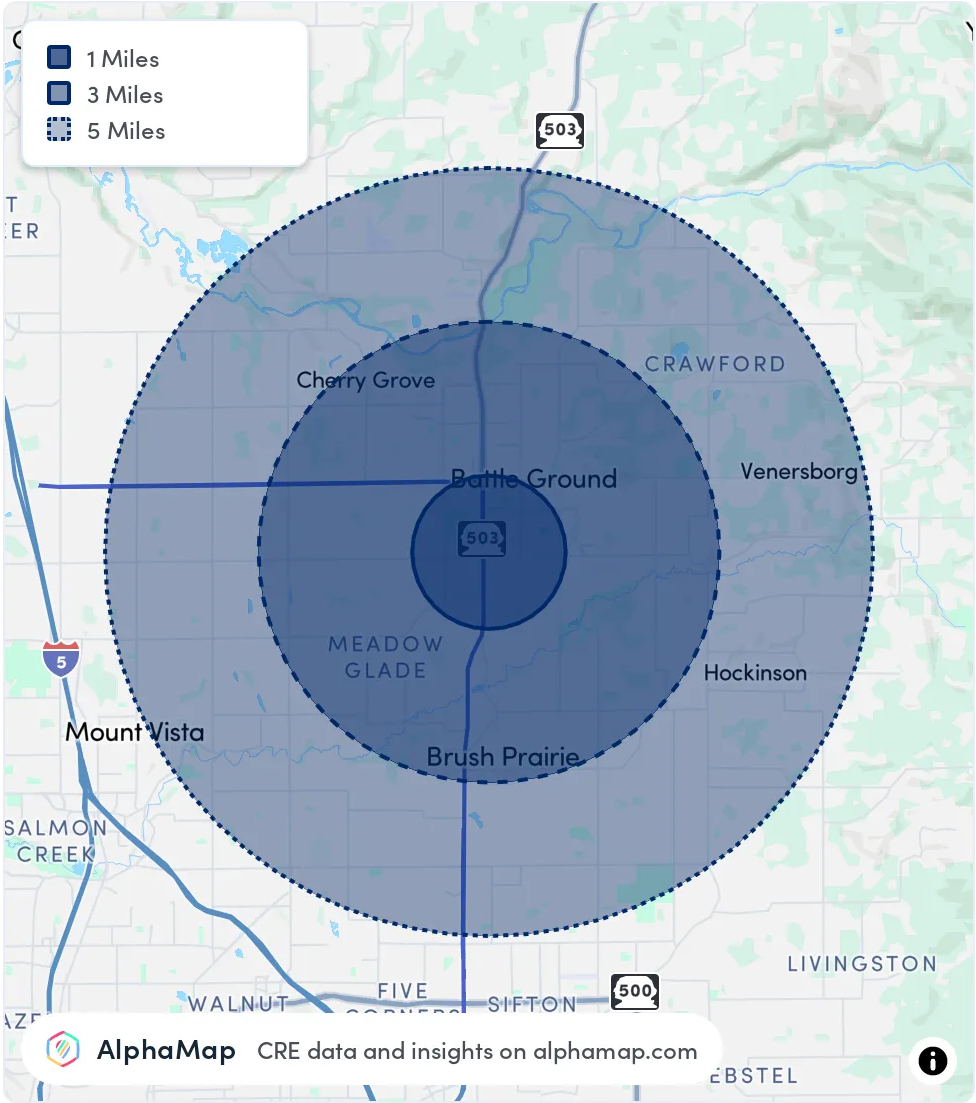 1 Miles
3 Miles
5 Miles
503
CRAWFORD
Cherry Grove
Venersborg
Battle Ground
503
MEADOW
GLADE
5
Hockinson
Mount Vista
Brush Prairie
SALMON
CREEK
LIVINGSTON
500
FIVE
CORNERS
WALNUT
SIFTON
AlphaMap
CRE data and insights on alphamap.com